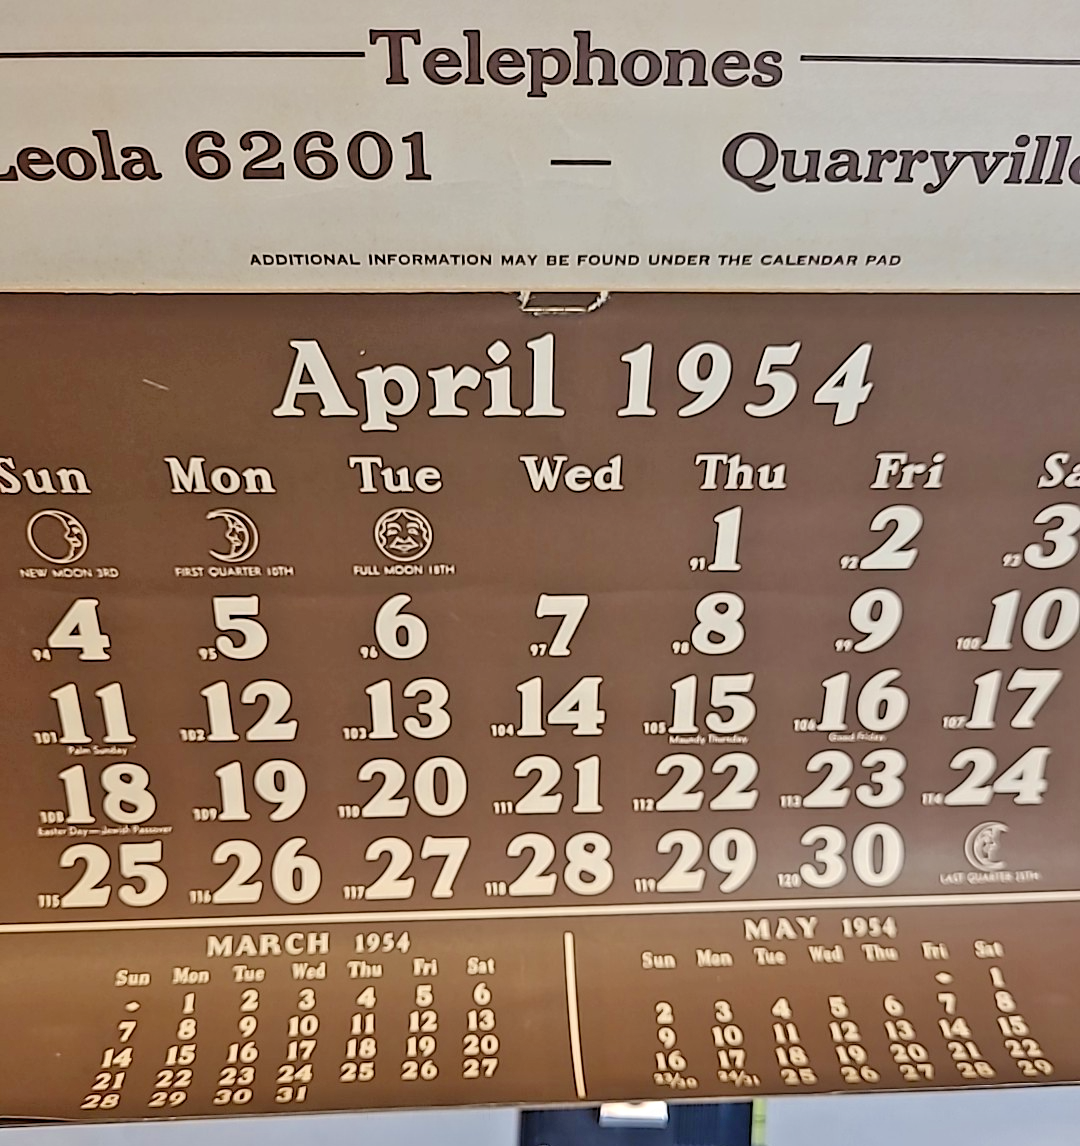 Telephones
Leola 62601 — Quarryville
ADDITIONAL INFORMATION MAY BE FOUND UNDER THE CALENDAR PAD
April 1954
Sun Mon Tue Wed Thu Fri Sa
NEW MOON 3RD FIRST QUARTER 10TH FULL MOON 18TH 91 1 92 2 93 3
94 4 95 5 96 6 97 7 98 8 99 9 100 10
101 11 102 12 103 13 104 14 105 15 106 16 107 17
Palm Sunday Maundy Thursday Good Friday
108 18 109 19 110 20 111 21 112 22 113 23 114 24
Easter Day—Jewish Passover
115 25 116 26 117 27 118 28 119 29 120 30 LAST QUARTER
MARCH 1954
Sun Mon Tue Wed Thu Fri Sat
1 2 3 4 5 6
7 8 9 10 11 12 13
14 15 16 17 18 19 20
21 22 23 24 25 26 27
28 29 30 31
MAY 1954
Sun Mon Tue Wed Thu Fri Sat
1
2 3 4 5 6 7 8
9 10 11 12 13 14 15
16 17 18 19 20 21 22
23/30 24/31 25 26 27 28 29